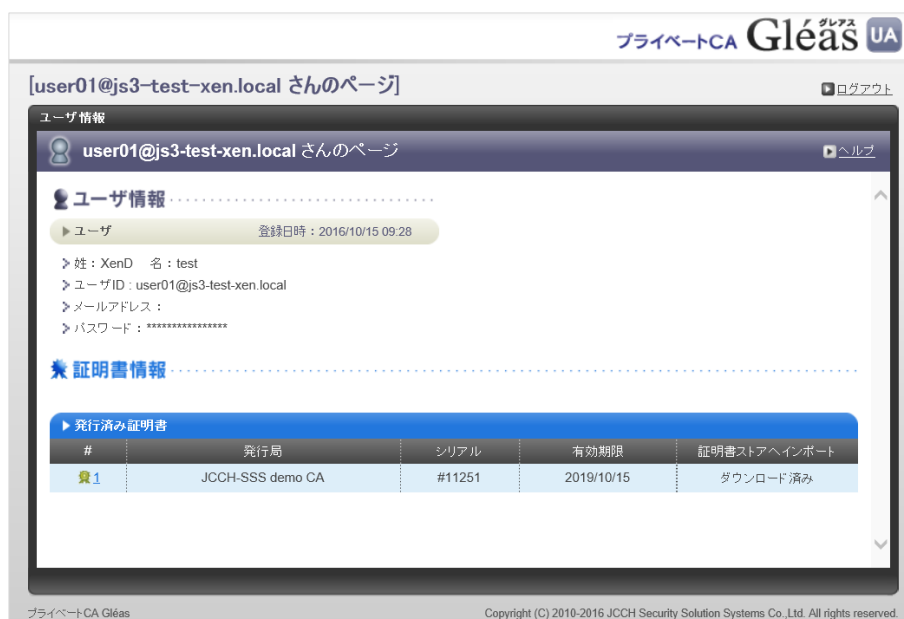 プライベートCA Gléas グレアス UA
[user01@js3-test-xen.local さんのページ]
ログアウト
ユーザ情報
user01@js3-test-xen.local さんのページ
ヘルプ
ユーザ情報
ユーザ 登録日時：2016/10/15 09:28
姓：XenD 名：test
ユーザID : user01@js3-test-xen.local
メールアドレス：
パスワード：****************
証明書情報
発行済み証明書
# 発行局 シリアル 有効期限 証明書ストアへインポート
1 JCCH-SSS demo CA #11251 2019/10/15 ダウンロード済み
プライベートCA Gléas Copyright (C) 2010-2016 JCCH Security Solution Systems Co.,Ltd. All rights reserved.